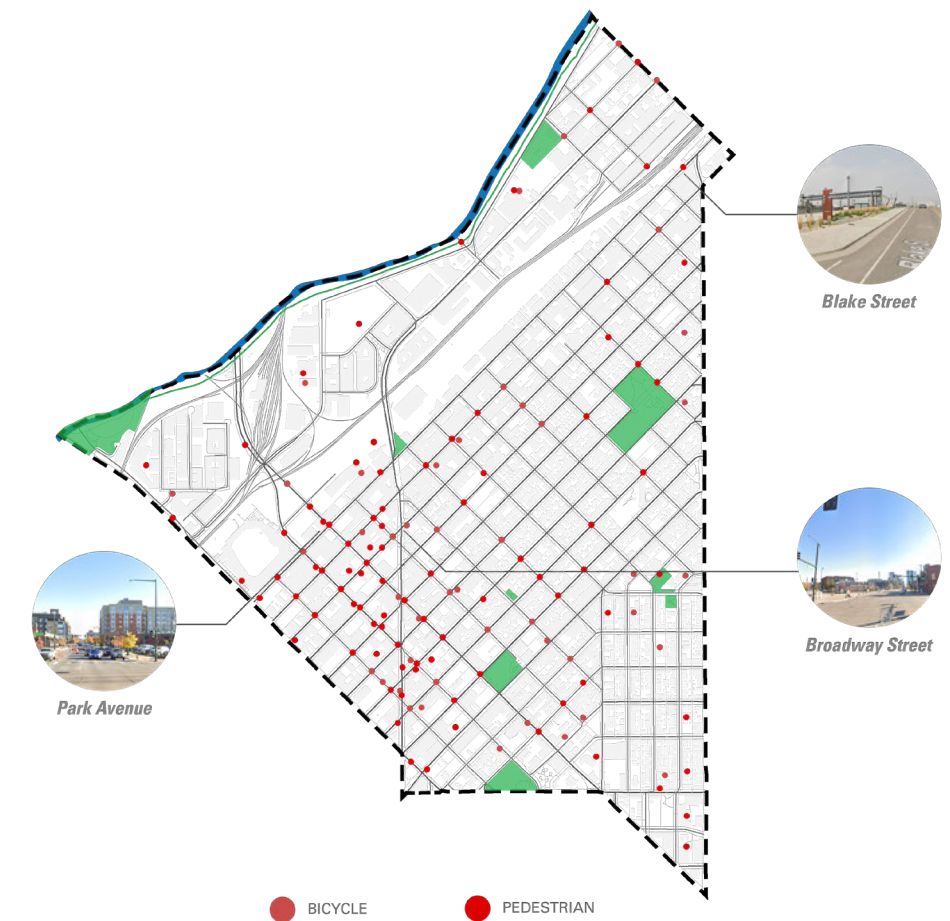 Blake Street
Broadway Street
Park Avenue
BICYCLE
PEDESTRIAN